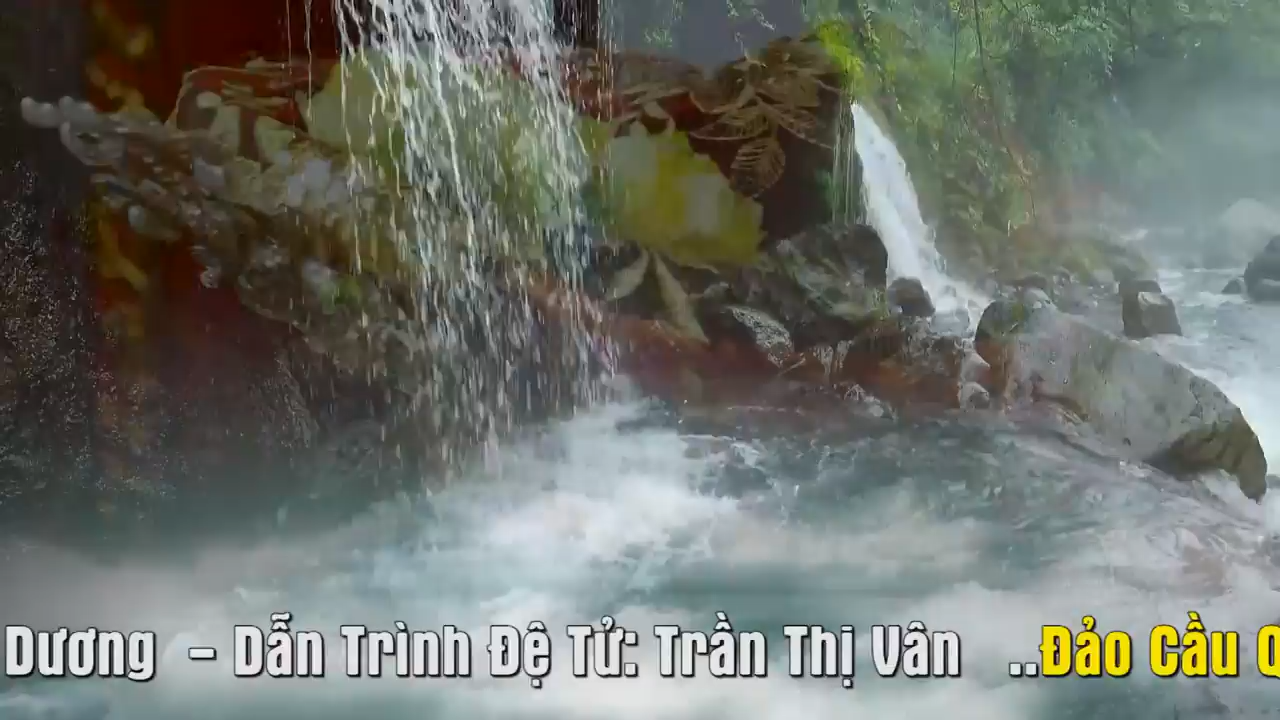 Dương - Dẫn Trình Đệ Tử: Trần Thị Vân ..Đảo Cầu